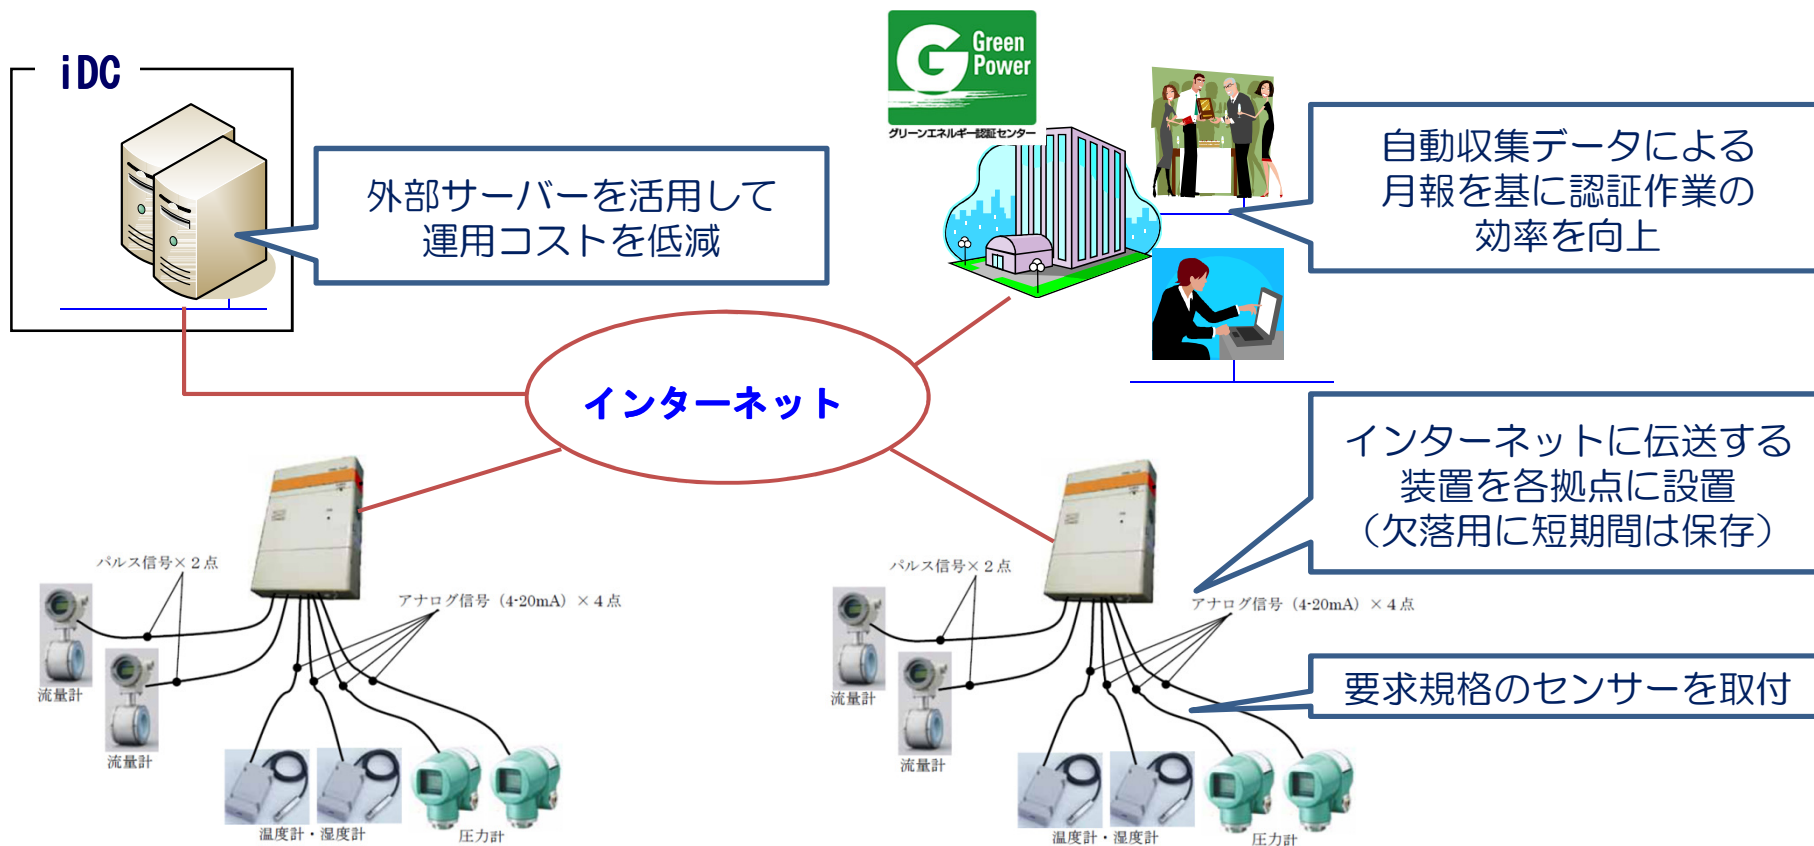 iDC
外部サーバーを活用して
運用コストを低減
Green
Power
グリーンエネルギー認証センター
自動収集データによる
月報を基に認証作業の
効率を向上
インターネット
インターネットに伝送する
装置を各拠点に設置
（欠落用に短期間は保存）
要求規格のセンサーを取付
パルス信号×２点
アナログ信号（4-20mA）×４点
流量計
流量計
温度計・湿度計
圧力計
パルス信号×２点
アナログ信号（4-20mA）×４点
流量計
流量計
温度計・湿度計
圧力計